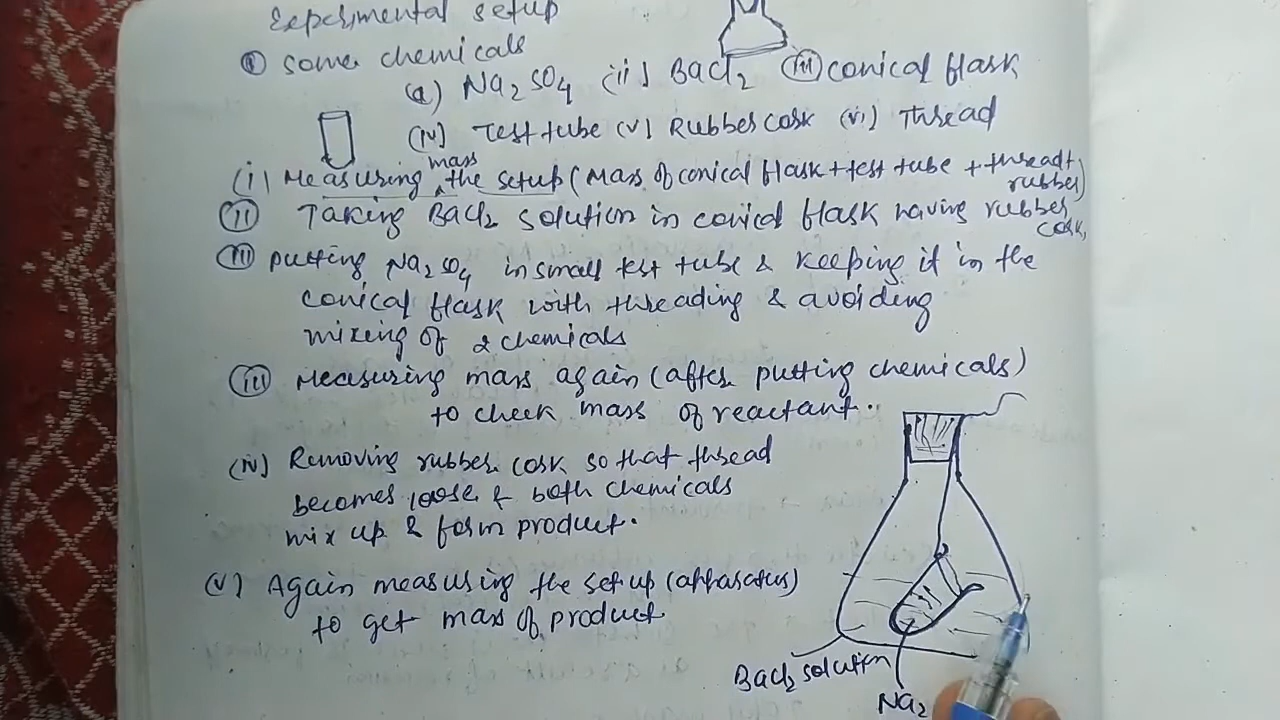 Experimental setup
① some chemicals
(a) Na2SO4 (ii) BaCl2 (iii) conical flask
(iv) Test tube (v) Rubber cork (vi) Thread
mass
(i) Measuring the setup (Mass of conical flask + test tube + thread +
rubber)
(ii) Taking BaCl2 solution in conical flask having rubber
cork,
(iii) putting Na2SO4 in small test tube & keeping it in the
conical flask with threading & avoiding
mixing of 2 chemicals
(iii) Measuring mass again (after putting chemicals)
to check mass of reactant.
(iv) Removing rubber cork so that thread
becomes loose & both chemicals
mix up & form product.
(v) Again measuring the set up (apparatus)
to get mass of product
BaCl2 solution
Na2